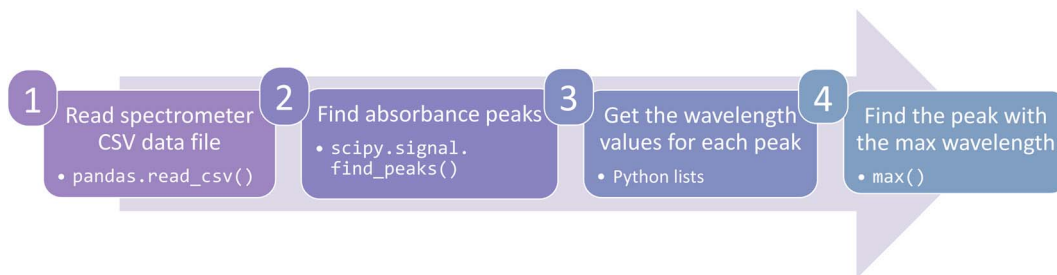 1
Read spectrometer
CSV data file
• pandas.read_csv()
2
Find absorbance peaks
• scipy.signal.
find_peaks()
3
Get the wavelength
values for each peak
• Python lists
4
Find the peak with
the max wavelength
• max()